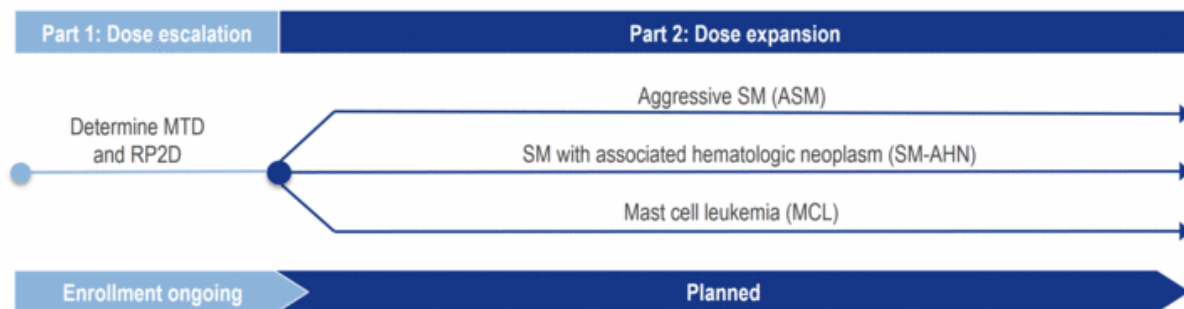 Part 1: Dose escalation
Part 2: Dose expansion
Determine MTD
and RP2D
Aggressive SM (ASM)
SM with associated hematologic neoplasm (SM-AHN)
Mast cell leukemia (MCL)
Enrollment ongoing
Planned